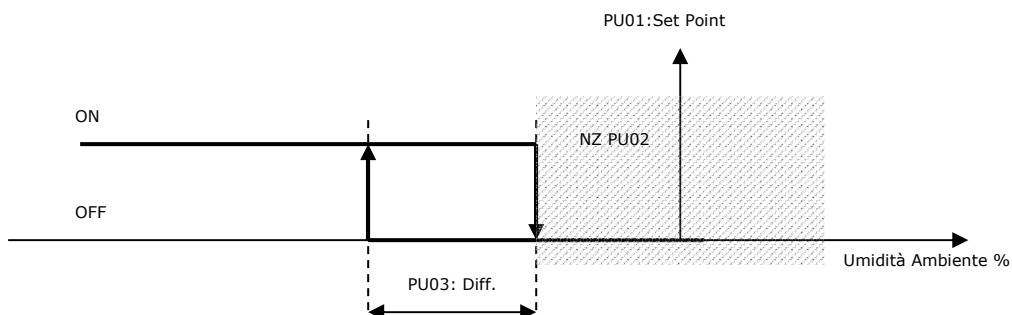 PU01:Set Point
ON
NZ PU02
OFF
Umidità Ambiente %
PU03: Diff.